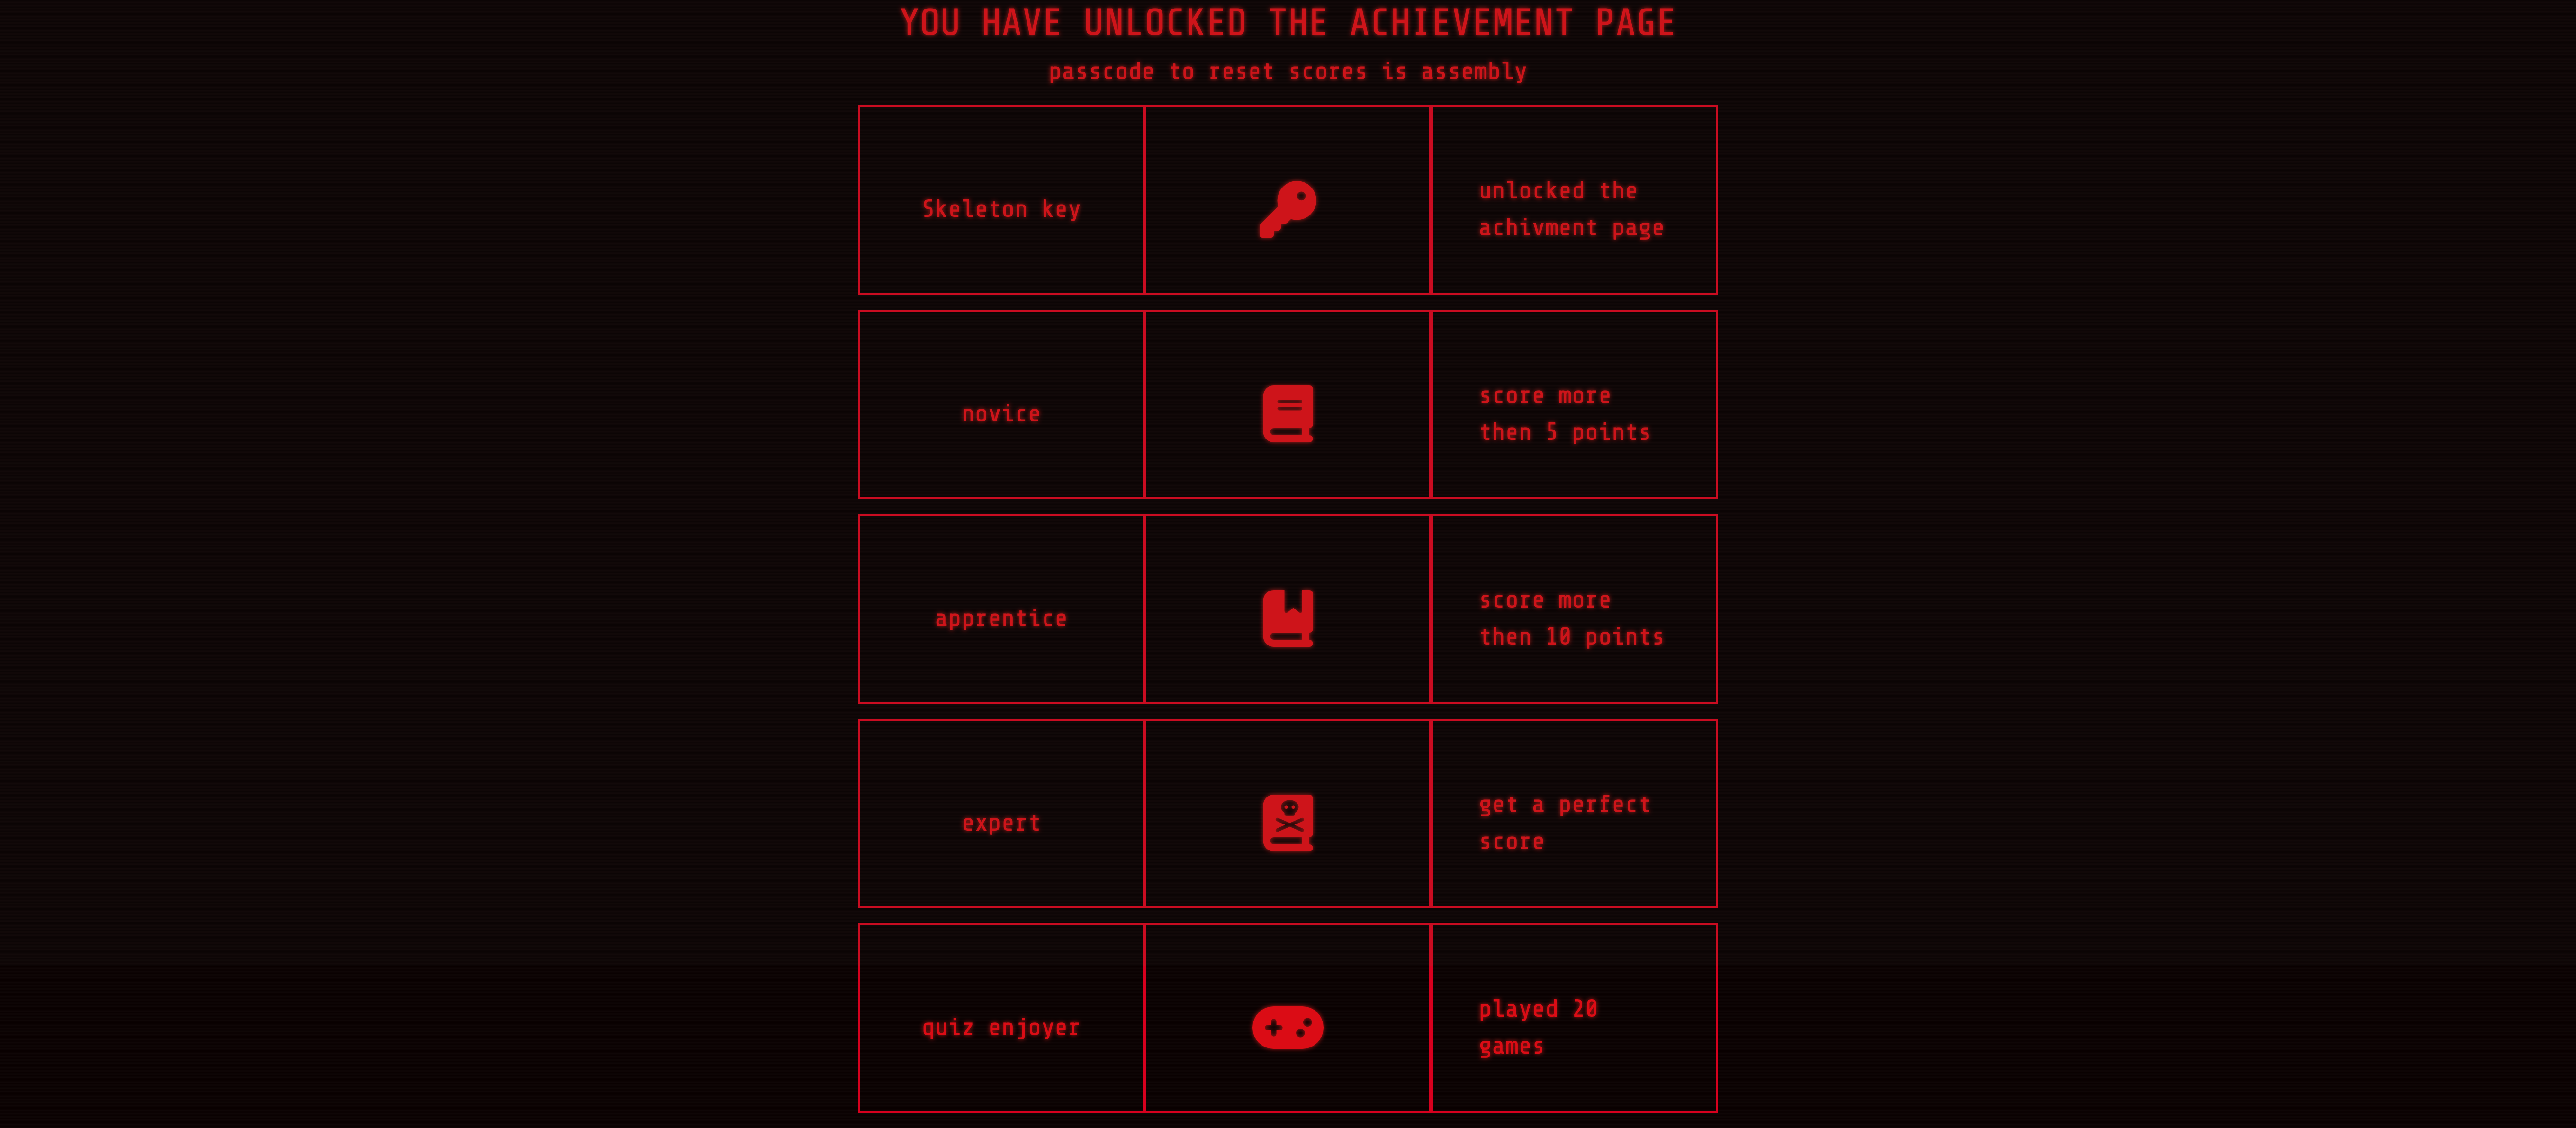 YOU HAVE UNLOCKED THE ACHIEVEMENT PAGE
passcode to reset scores is assembly
Skeleton key
unlocked the
achivment page
novice
score more
then 5 points
apprentice
score more
then 10 points
expert
get a perfect
score
quiz enjoyer
played 20
games